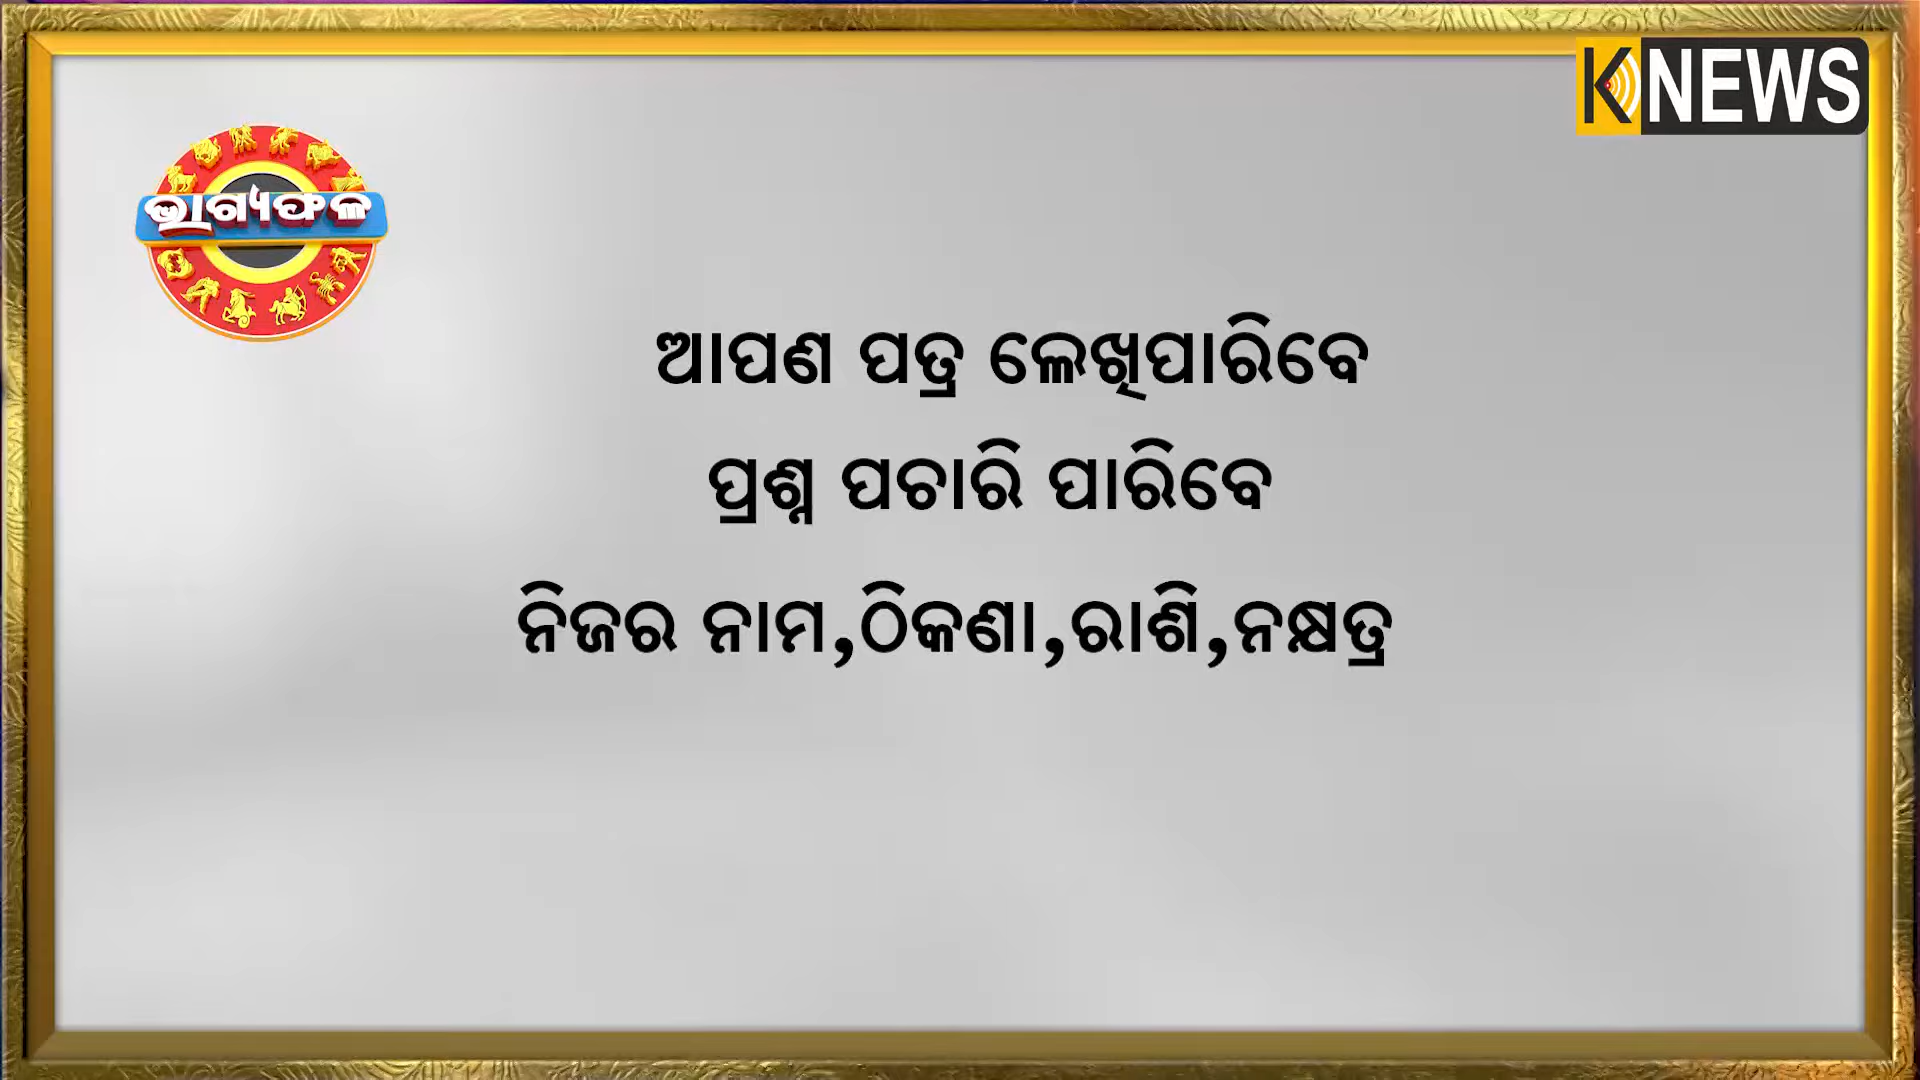 KNEWS
ଭାଗ୍ୟଫଳ
ଆପଣ ପତ୍ର ଲେଖିପାରିବେ
ପ୍ରଶ୍ନ ପଚାରି ପାରିବେ
ନିଜର ନାମ,ଠିକଣା,ରାଶି,ନକ୍ଷତ୍ର